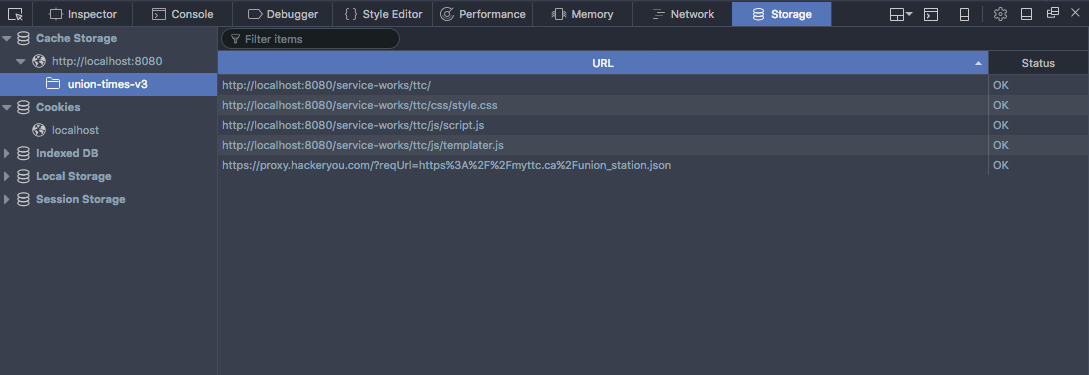 Inspector Console Debugger Style Editor Performance Memory Network Storage
Cache Storage
http://localhost:8080
union-times-v3
Cookies
localhost
Indexed DB
Local Storage
Session Storage
Filter items
URL Status
http://localhost:8080/service-works/ttc/ OK
http://localhost:8080/service-works/ttc/css/style.css OK
http://localhost:8080/service-works/ttc/js/script.js OK
http://localhost:8080/service-works/ttc/js/templater.js OK
https://proxy.hackeryou.com/?reqUrl=https%3A%2F%2Fmyttc.ca%2Funion_station.json OK